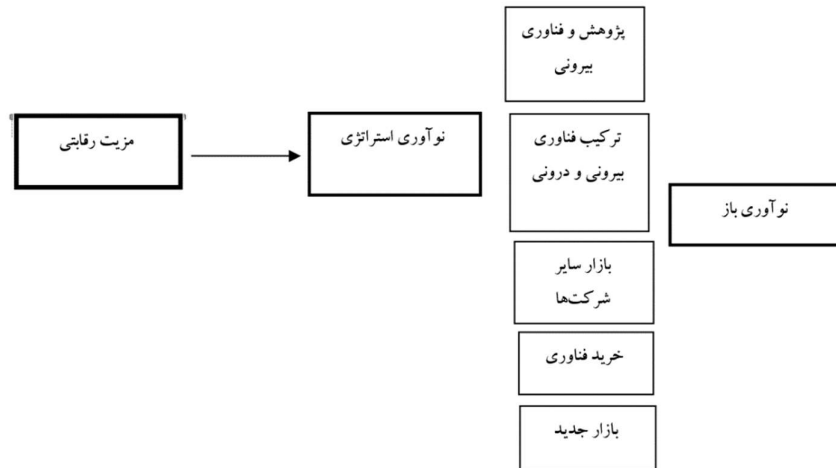 پژوهش و فناوری
بیرونی
مزیت رقابتی
نوآوری استراتژی
ترکیب فناوری
بیرونی و درونی
نوآوری باز
بازار سایر
شرکت‌ها
خرید فناوری
بازار جدید